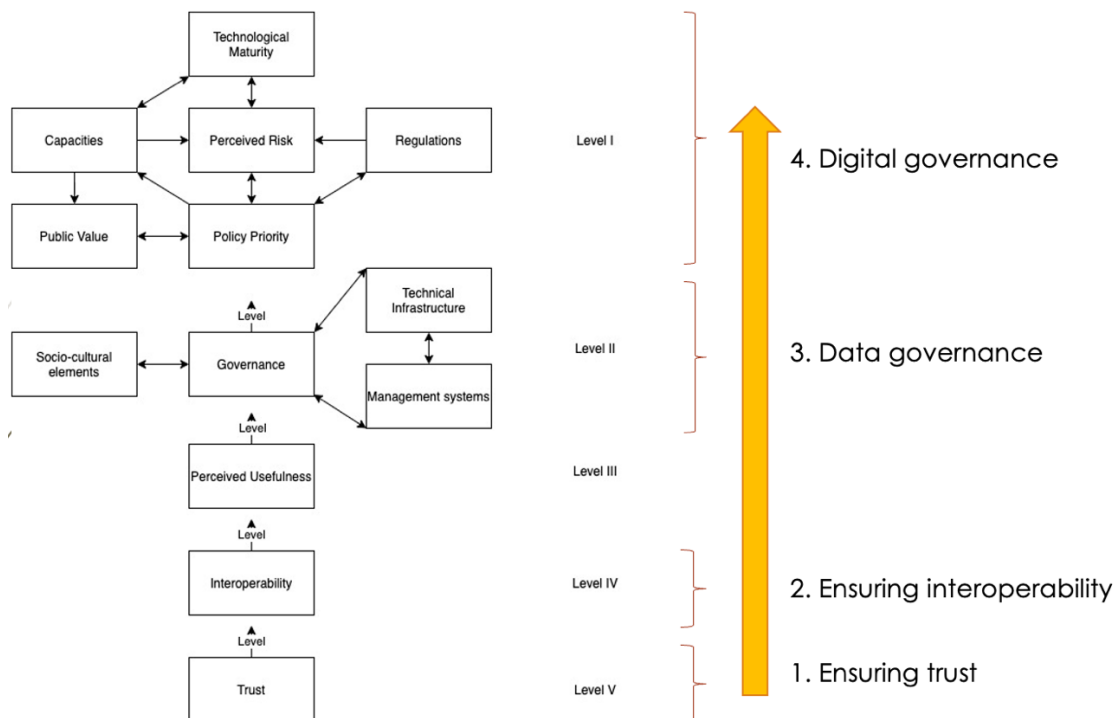 Technological
Maturity
Capacities
Perceived Risk
Regulations
Level I
4. Digital governance
Public Value
Policy Priority
Technical
Infrastructure
Level
Socio-cultural
elements
Governance
Level II
3. Data governance
Management systems
Level
Perceived Usefulness
Level III
Level
Interoperability
Level IV
2. Ensuring interoperability
Level
Trust
Level V
1. Ensuring trust